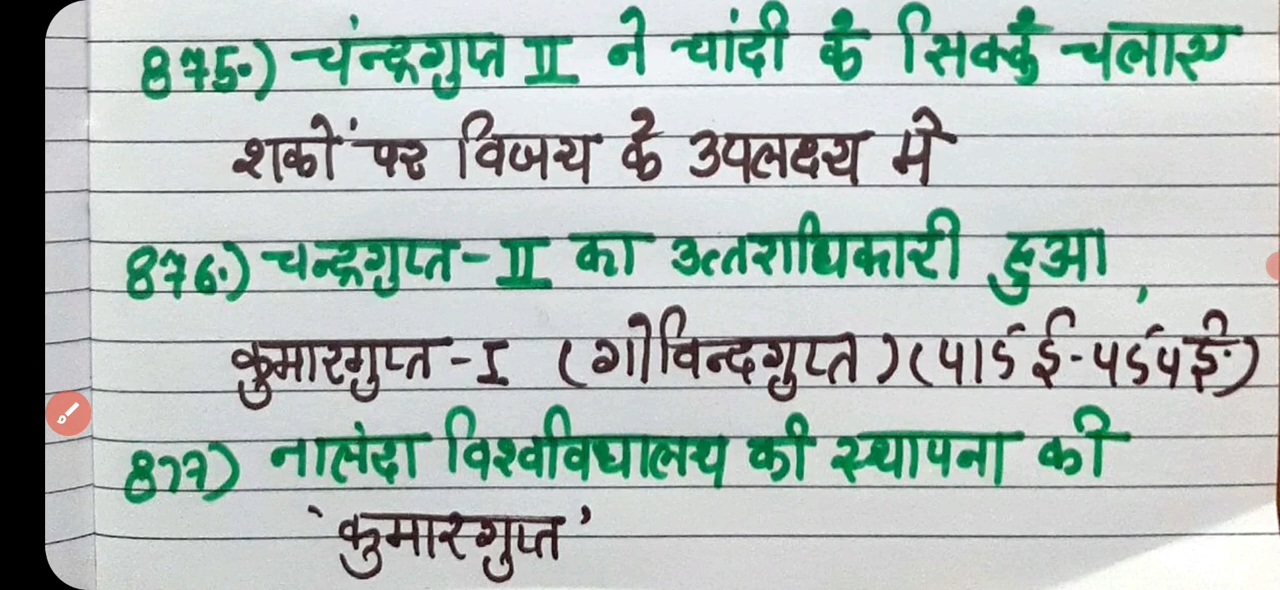 875.) चंन्द्रगुप्त II ने चांदी के सिक्कें चलाए
शकों पर विजय के उपलक्ष्य में
876.) चन्द्रगुप्त-II का उत्तराधिकारी हुआ,
कुमारगुप्त-I (गोविन्दगुप्त) (415 ई-454ई.)
877) नालंदा विश्वविद्यालय की स्थापना की
'कुमारगुप्त'